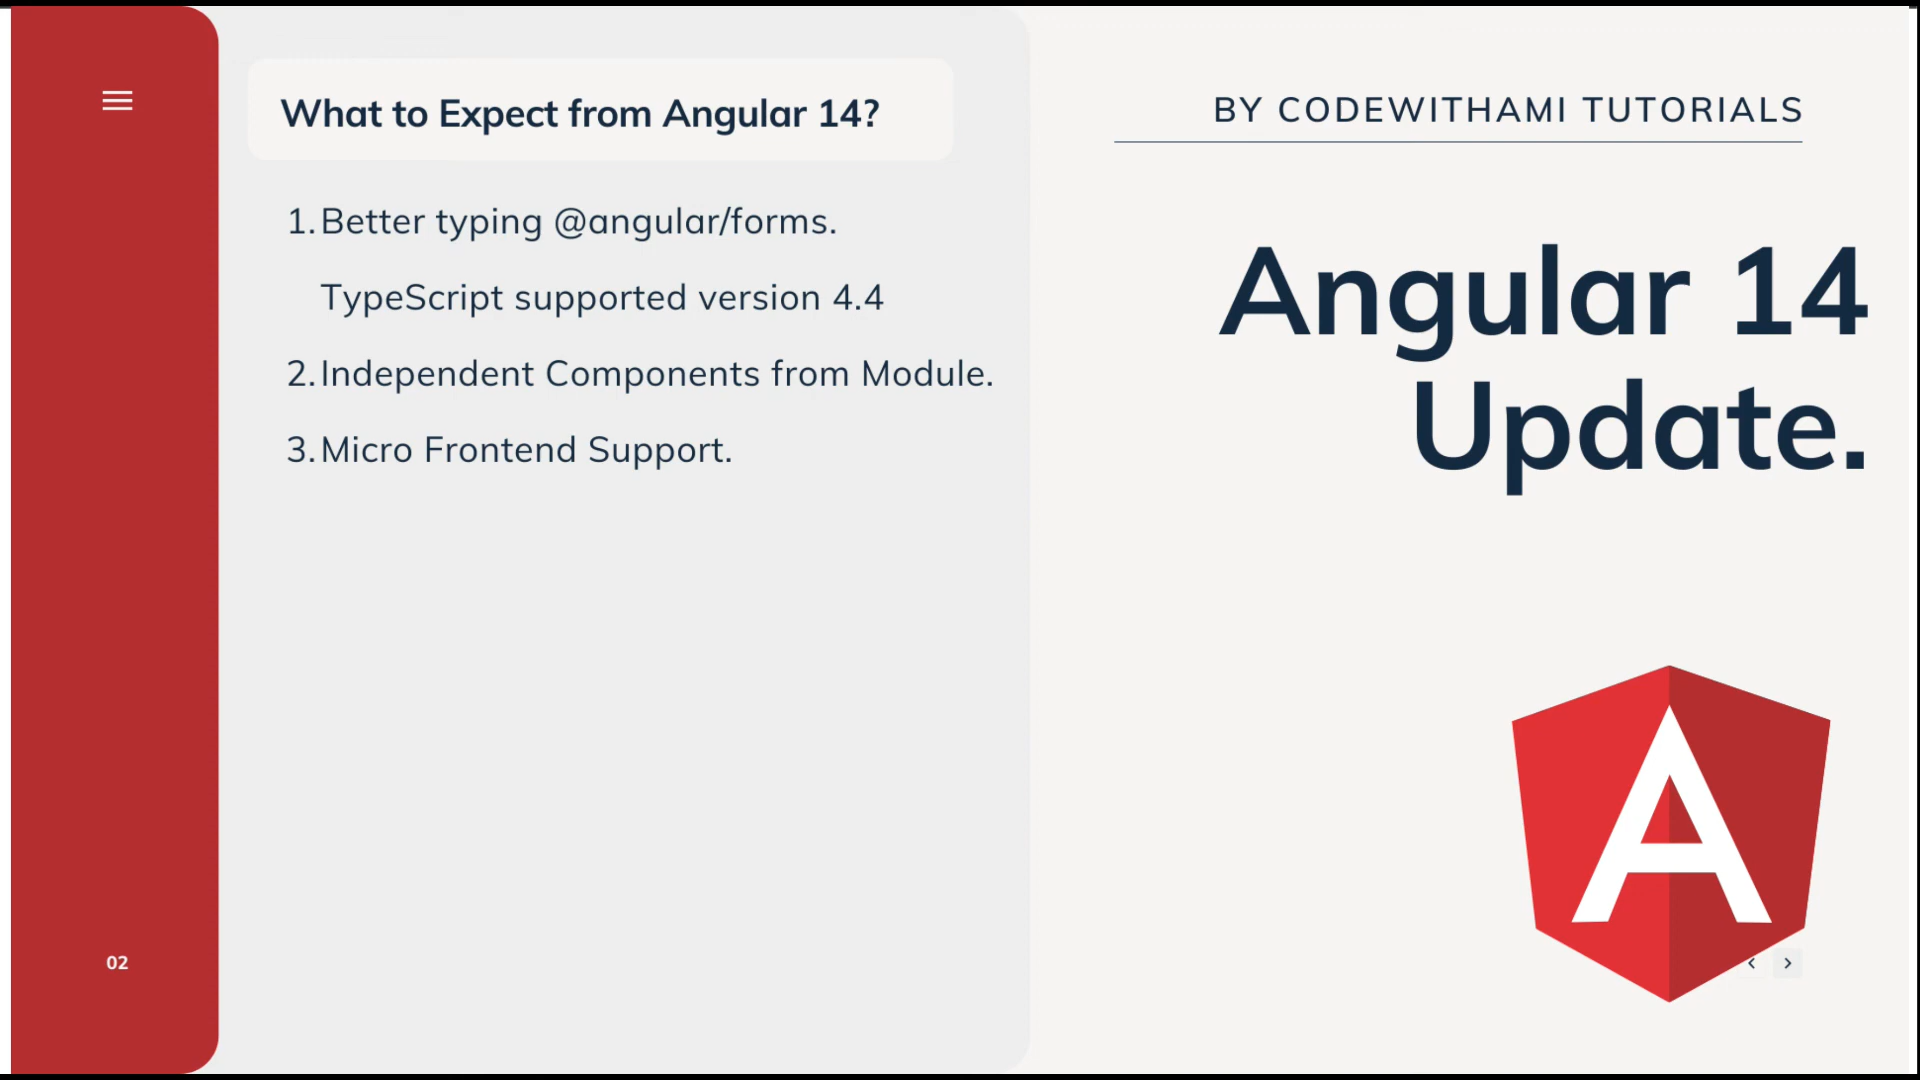 What to Expect from Angular 14?
1. Better typing @angular/forms.
TypeScript supported version 4.4
2. Independent Components from Module.
3. Micro Frontend Support.
02
BY CODEWITHAMI TUTORIALS
Angular 14
Update.
A